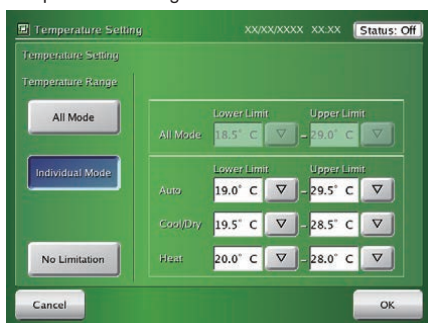 Temperature Setting XX/XX/XXXX XX.XX Status: Off
Temperature Setting
Temperature Range
All Mode
Individual Mode
No Limitation
Lower Limit Upper Limit
All Mode 18.5° C – 29.0° C
Lower Limit Upper Limit
Auto 19.0° C – 29.5° C
Cool/Dry 19.5° C – 28.5° C
Heat 20.0° C – 28.0° C
Cancel OK